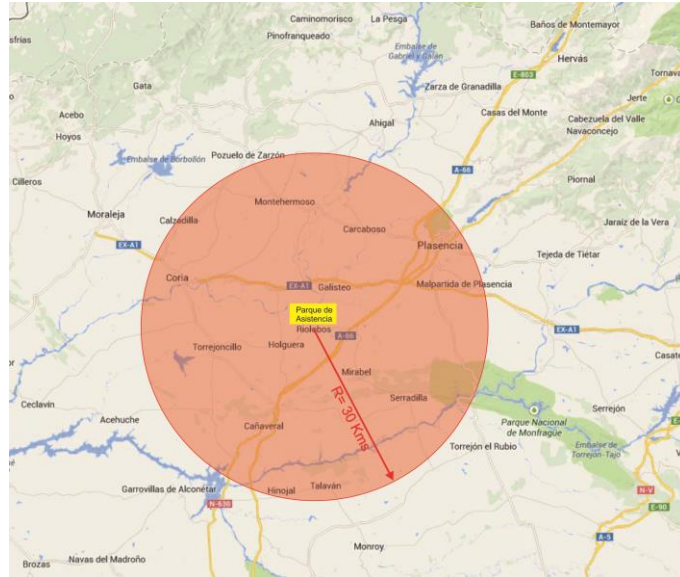 Caminomorisco
La Pesga
Baños de Montemayor
Pinofranqueado
Embalse de
Gabriel y Galán
Hervás
E-803
Tornava
Gata
Zarza de Granadilla
Jerte
Acebo
Casas del Monte
Cabezuela del Valle
Hoyos
Ahigal
Navaconcejo
Pozuelo de Zarzón
Embalse de Borbollón
A-66
Cilleros
Piornal
Montehermoso
Moraleja
Calzadilla
Jaraíz de la Vera
Carcaboso
EX-A1
Plasencia
Tejeda de Tiétar
Coria
EX-A1
Galisteo
Malpartida de Plasencia
Parque de
Asistencia
Riolobos
A-66
EX-A1
Torrejoncillo
Holguera
Casate
Mirabel
R= 30 Kms
Serradilla
Ceclavín
Acehuche
Parque Nacional
de Monfragüe
Serrejón
Cañaveral
Torrejón el Rubio
Embalse de
Torrejón-Tajo
Garrovillas de Alconétar
Hinojal
Talaván
N-630
N-V
E-90
Monroy
A-5
Brozas
Navas del Madroño